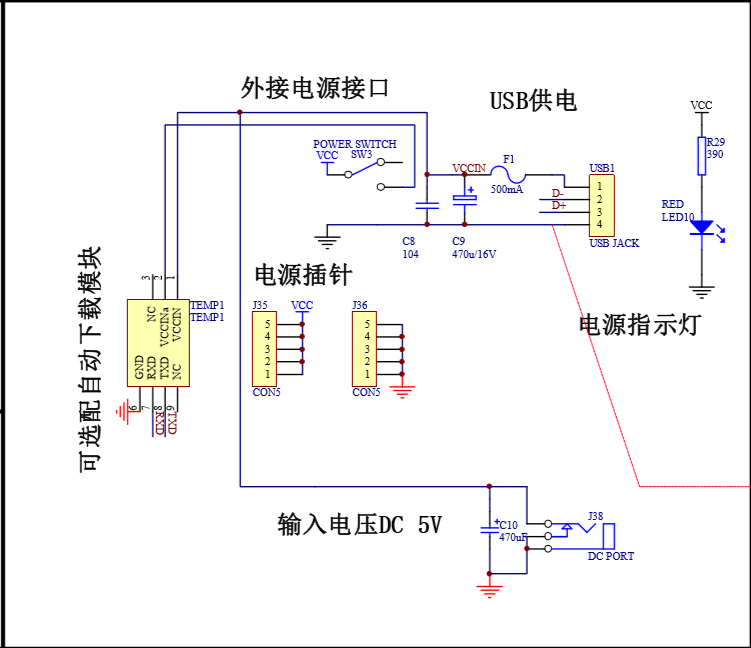 外接电源接口
USB供电
VCC
R29
390
POWER SWITCH
VCC
SW3
VCCIN
F1
500mA
USB1
1
2
3
4
D-
D+
USB JACK
RED
LED10
C8
104
C9
470u/16V
电源指示灯
可选配自动下载模块
3
2
1
NC
VCCINa
VCCIN
TEMP1
TEMP1
GND
RXD
TXD
NC
6
7
8
9
RXD
TXD
电源插针
J35
VCC
5
4
3
2
1
CON5
J36
5
4
3
2
1
CON5
输入电压DC 5V
C10
470uF
J38
DC PORT